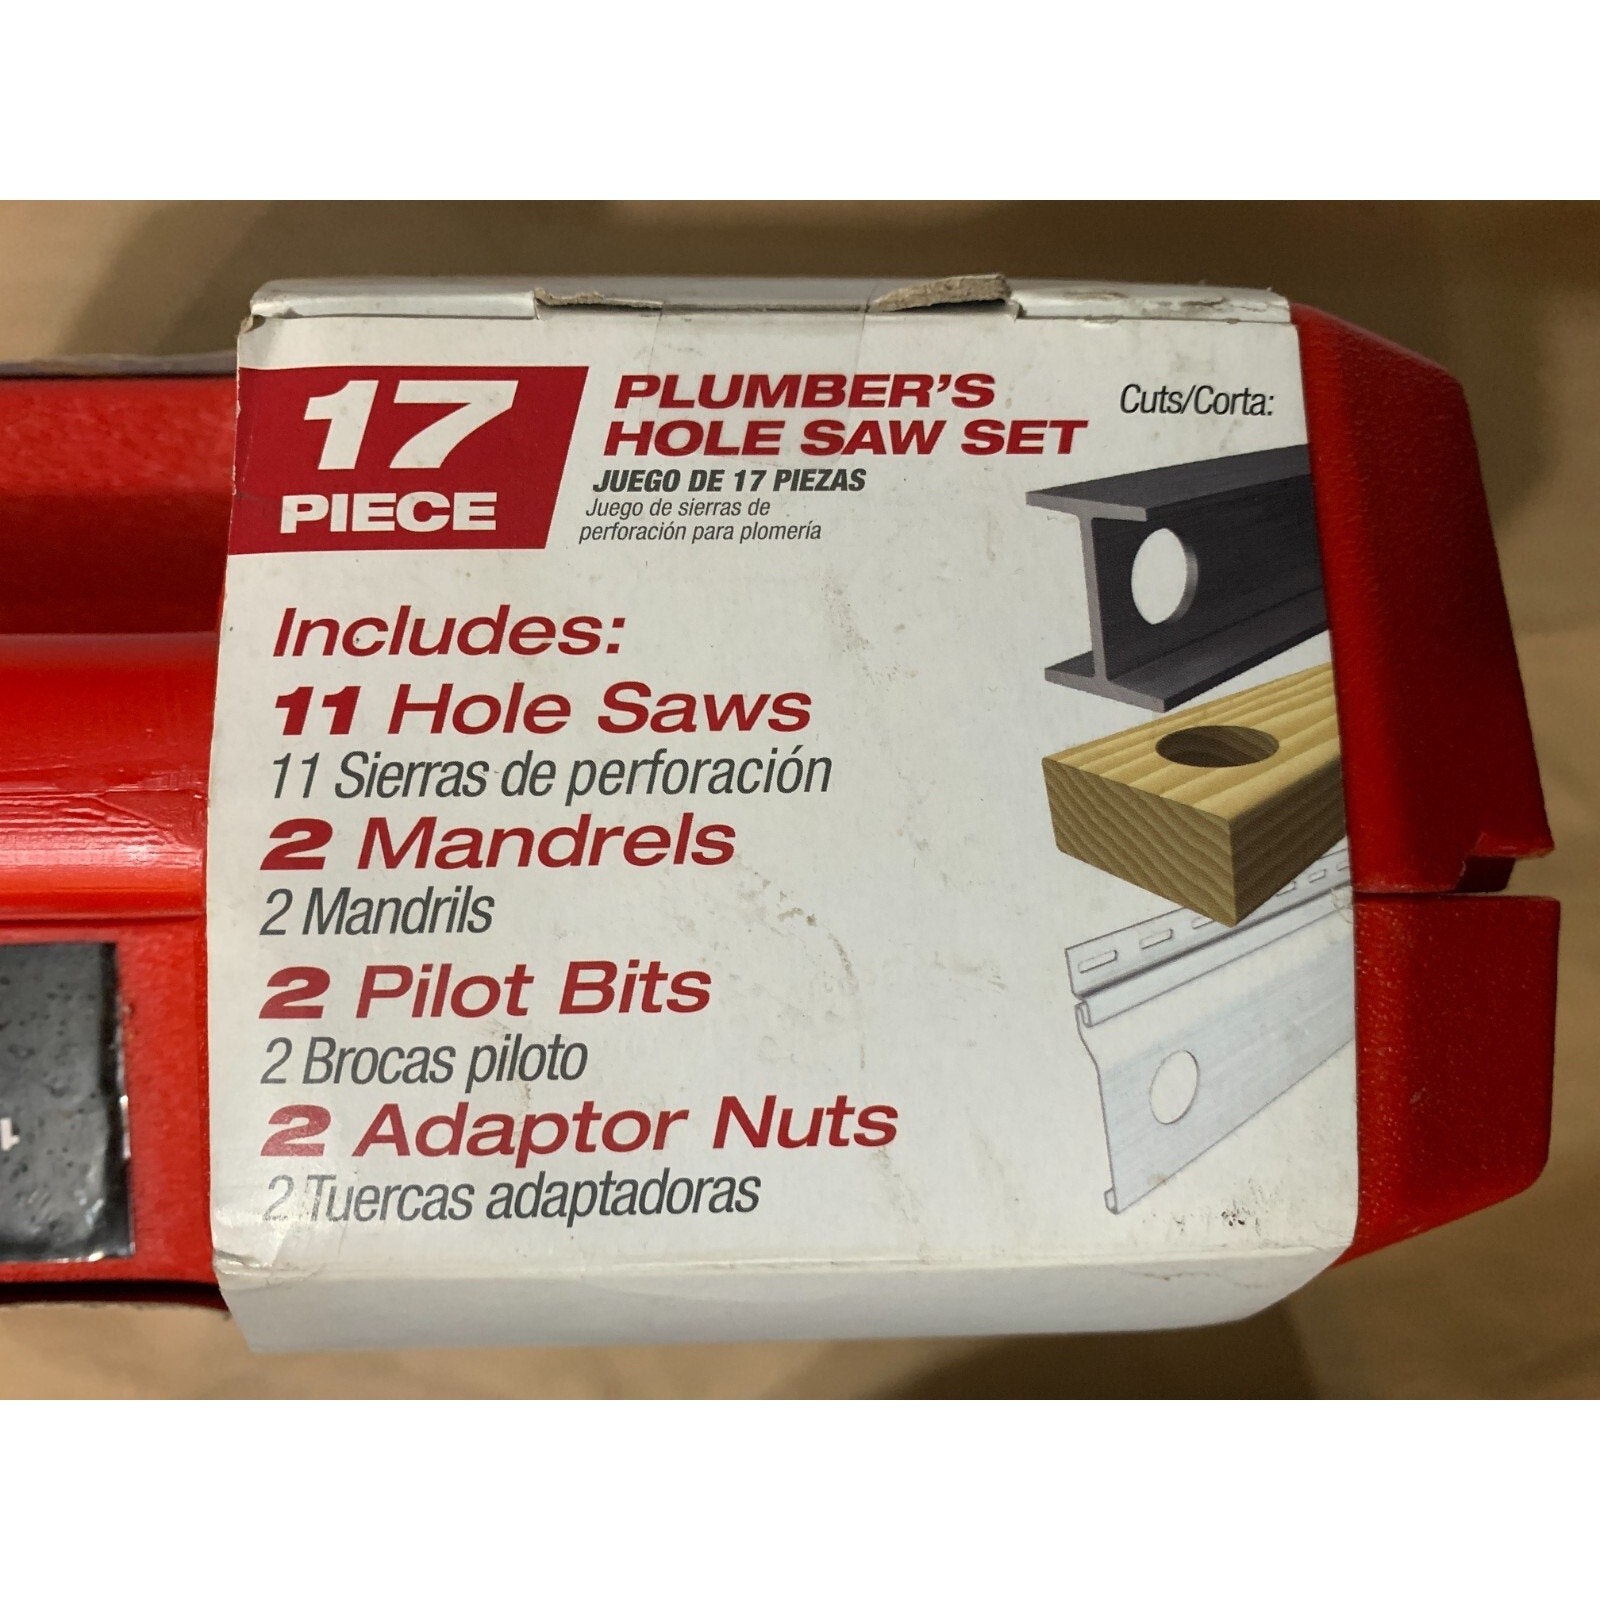 17
PIECE
PLUMBER'S
HOLE SAW SET
JUEGO DE 17 PIEZAS
Juego de sierras de
perforación para plomería
Cuts/Corta:
Includes:
11 Hole Saws
11 Sierras de perforación
2 Mandrels
2 Mandrils
2 Pilot Bits
2 Brocas piloto
2 Adaptor Nuts
2 Tuercas adaptadoras